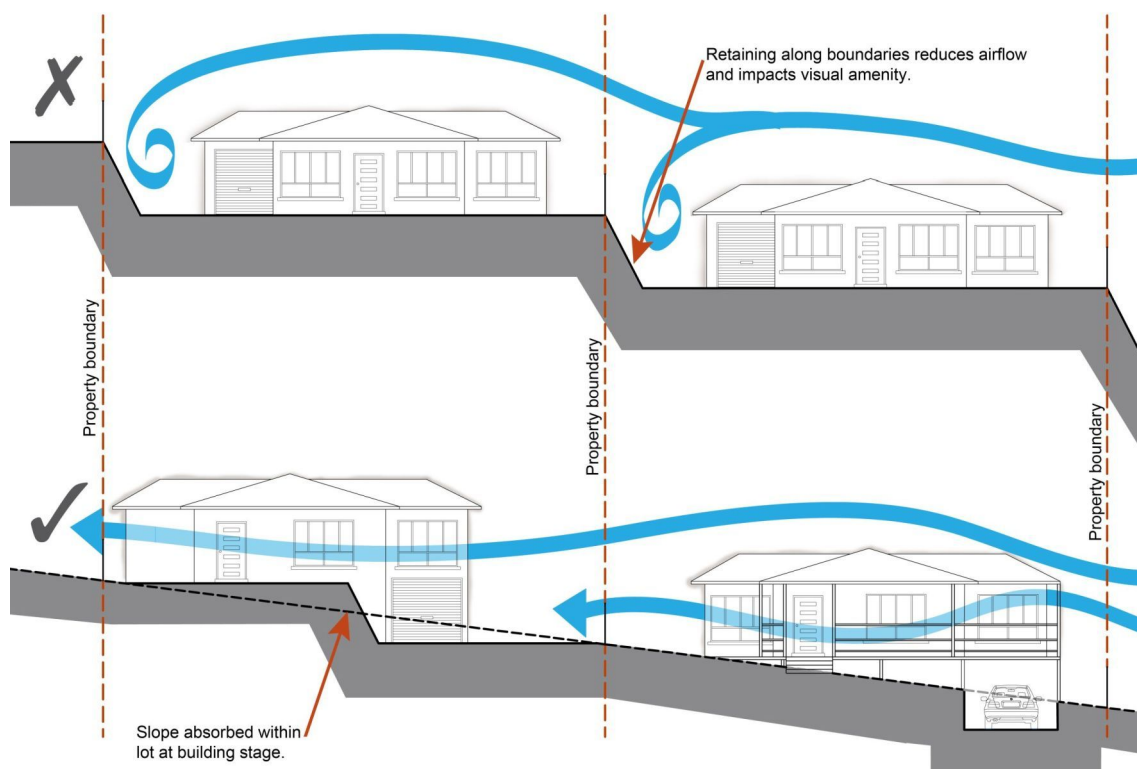 Retaining along boundaries reduces airflow
and impacts visual amenity.
Property boundary
Property boundary
Property boundary
Slope absorbed within
lot at building stage.